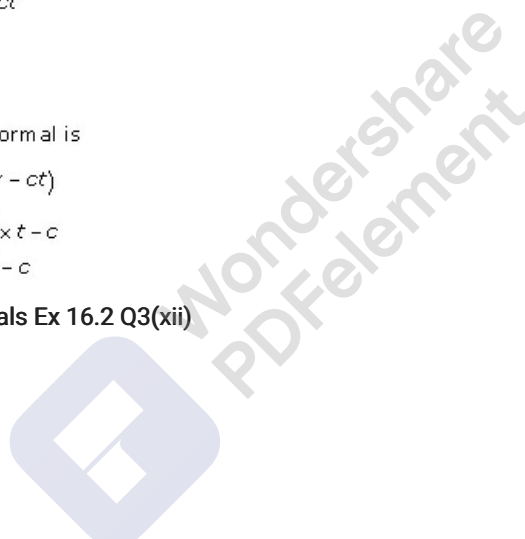 ct
ormal is
- ct)
× t - c
- c
als Ex 16.2 Q3(xii)
Wondershare
PDFelement